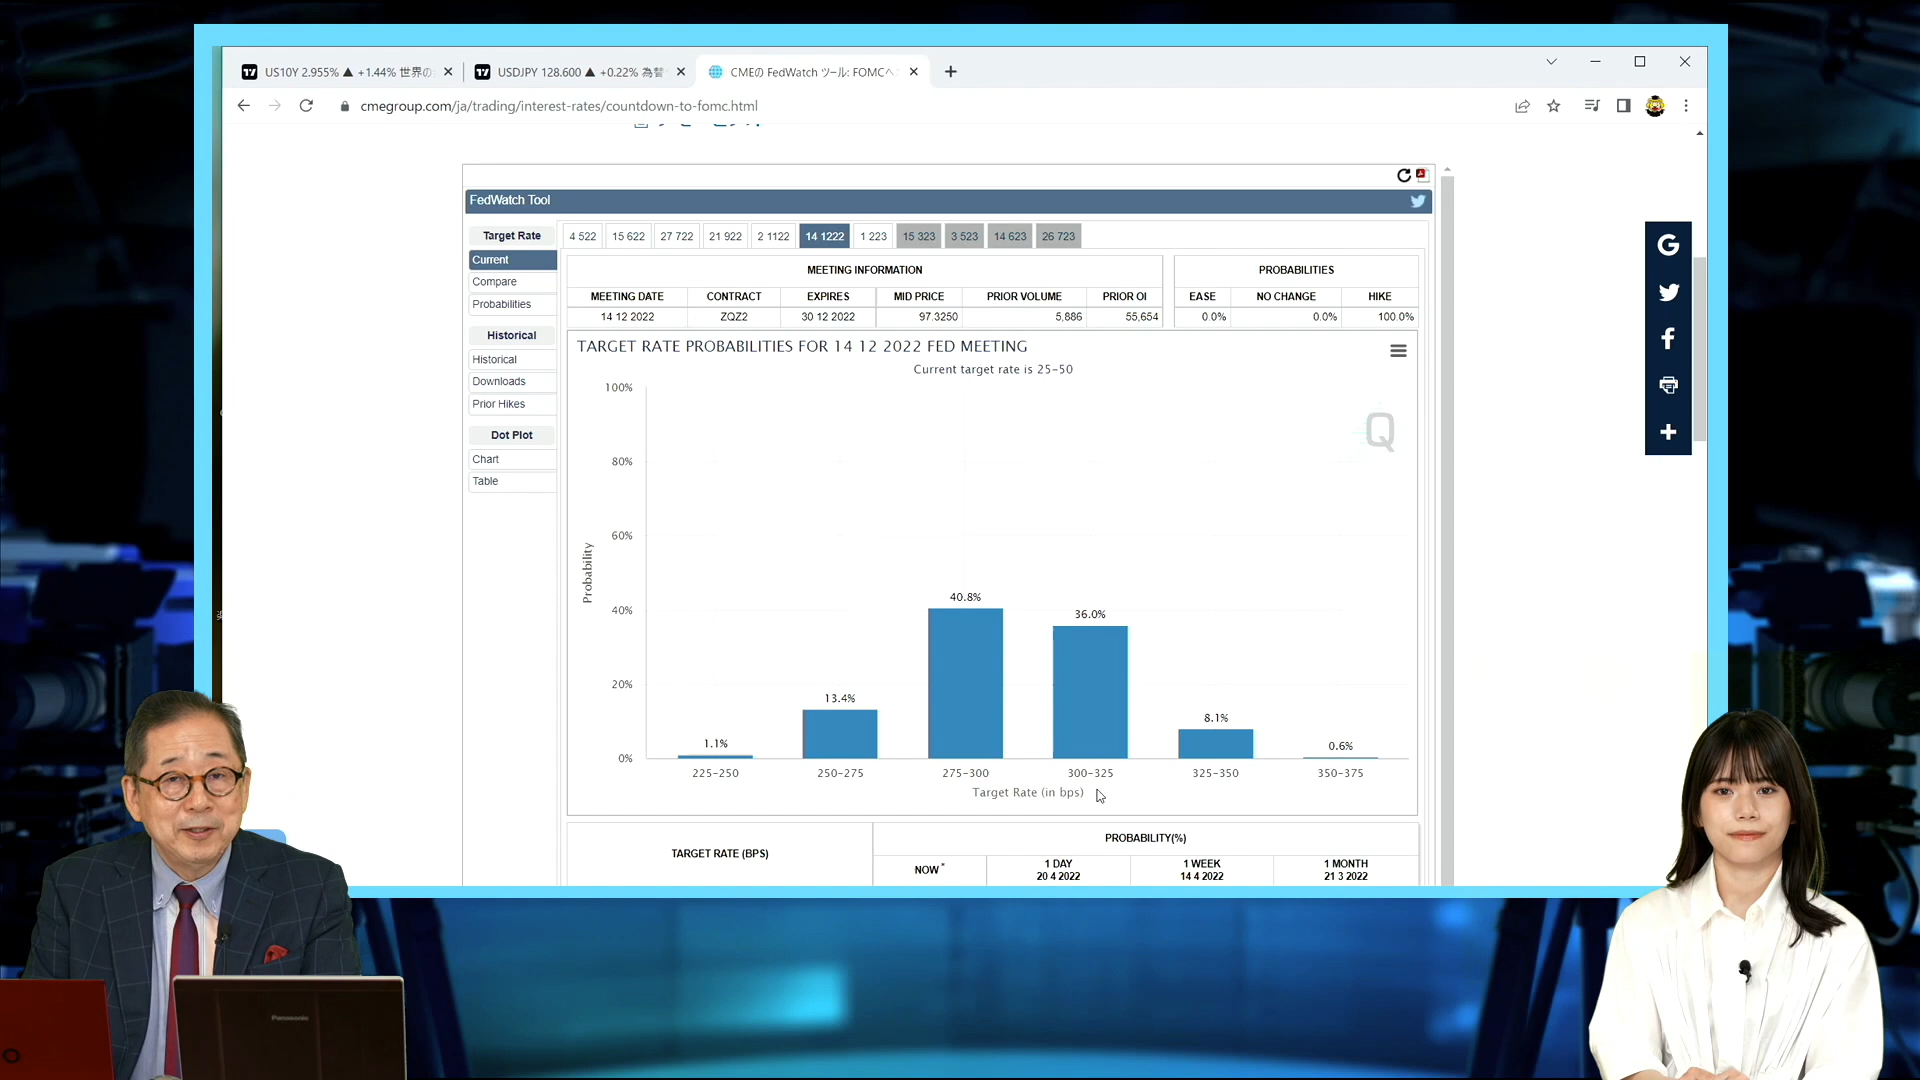 US10Y 2.955% ▲ +1.44% 世界の
USDJPY 128.600 ▲ +0.22% 為替
CMEの FedWatch ツール: FOMCへ
cmegroup.com/ja/trading/interest-rates/countdown-to-fomc.html
FedWatch Tool
Target Rate
Current
Compare
Probabilities
Historical
Historical
Downloads
Prior Hikes
Dot Plot
Chart
Table
4 522 15 622 27 722 21 922 2 1122 14 1222 1 223 15 323 3 523 14 623 26 723
MEETING INFORMATION
MEETING DATE CONTRACT EXPIRES MID PRICE PRIOR VOLUME PRIOR OI
14 12 2022 ZQZ2 30 12 2022 97.3250 5,886 55,654
PROBABILITIES
EASE NO CHANGE HIKE
0.0% 0.0% 100.0%
TARGET RATE PROBABILITIES FOR 14 12 2022 FED MEETING
Current target rate is 25-50
Q
Probability
100%
80%
60%
40%
20%
0%
1.1% 13.4% 40.8% 36.0% 8.1% 0.6%
225-250 250-275 275-300 300-325 325-350 350-375
Target Rate (in bps)
TARGET RATE (BPS)
PROBABILITY(%)
NOW * 1 DAY 1 WEEK 1 MONTH
20 4 2022 14 4 2022 21 3 2022
Panasonic